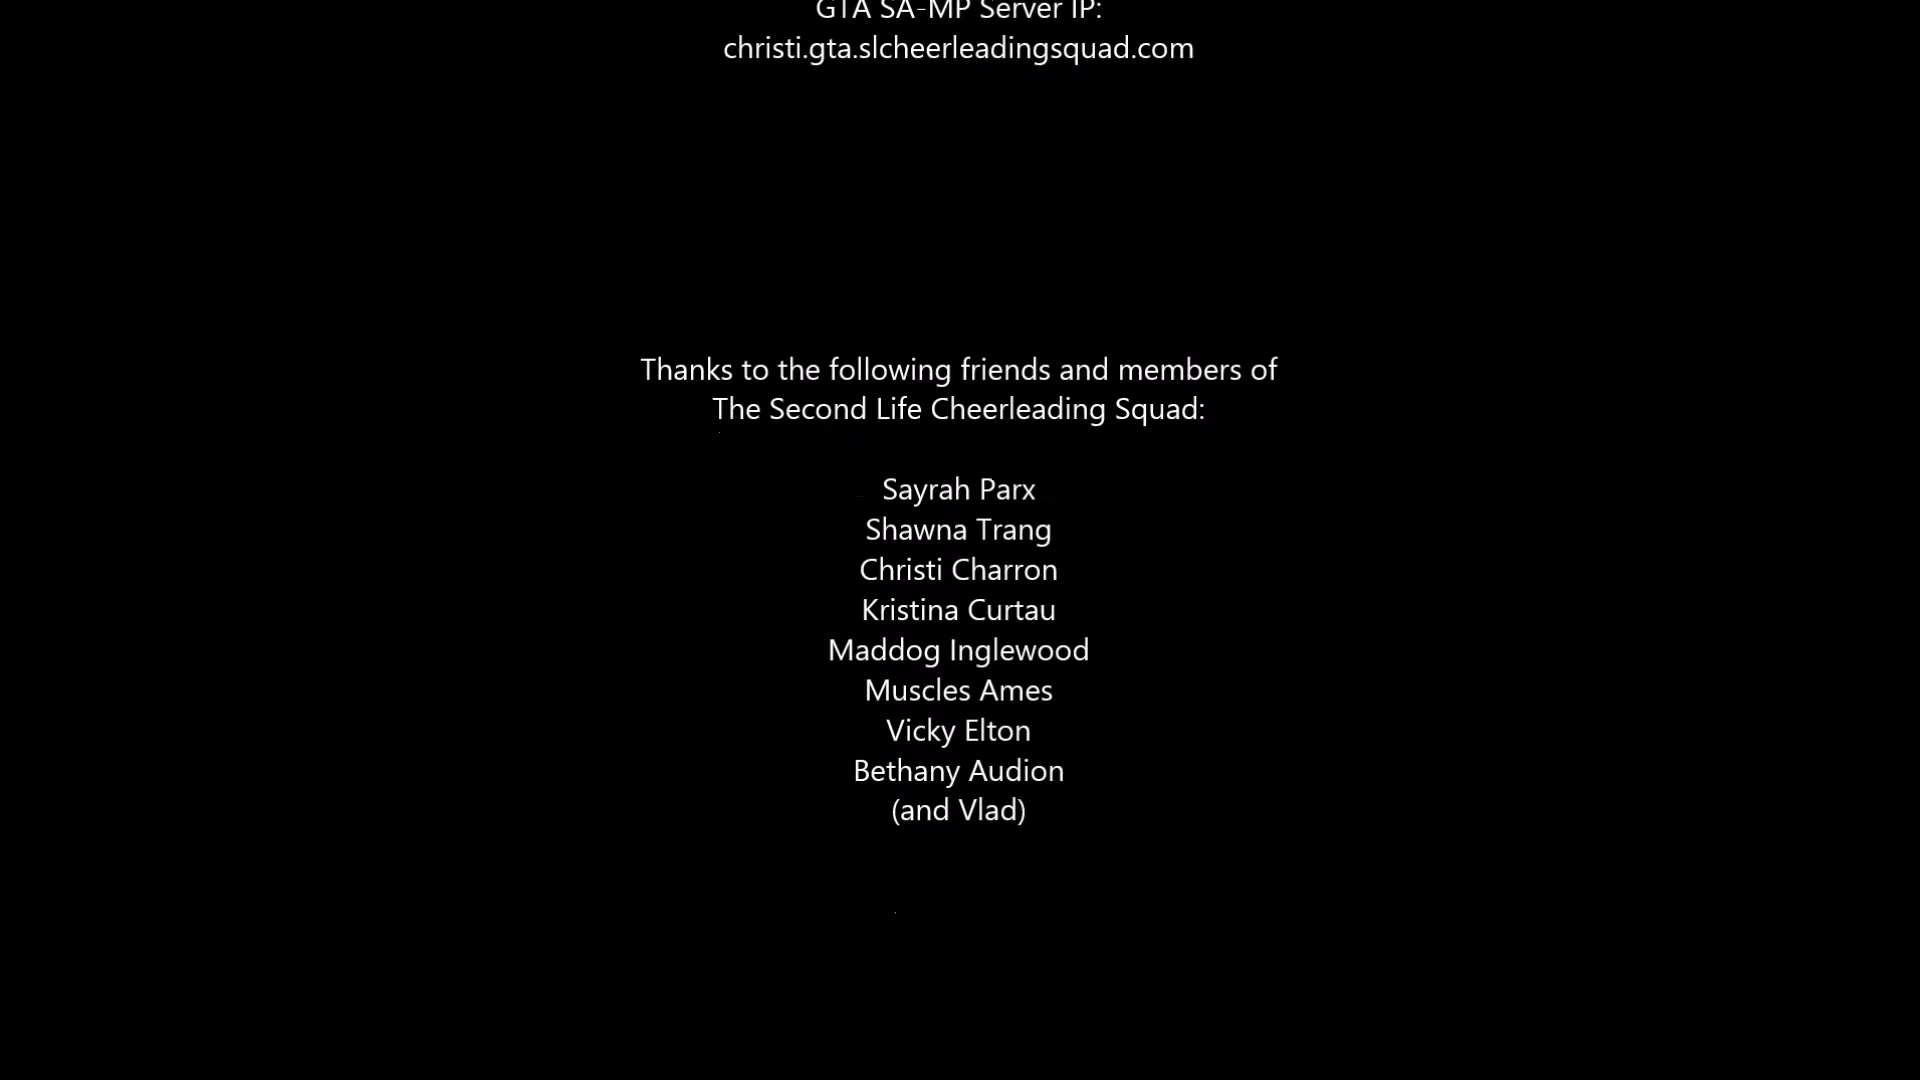 GTA SA-MP Server IP:
christi.gta.slcheerleadingsquad.com
Thanks to the following friends and members of
The Second Life Cheerleading Squad:
Sayrah Parx
Shawna Trang
Christi Charron
Kristina Curtau
Maddog Inglewood
Muscles Ames
Vicky Elton
Bethany Audion
(and Vlad)